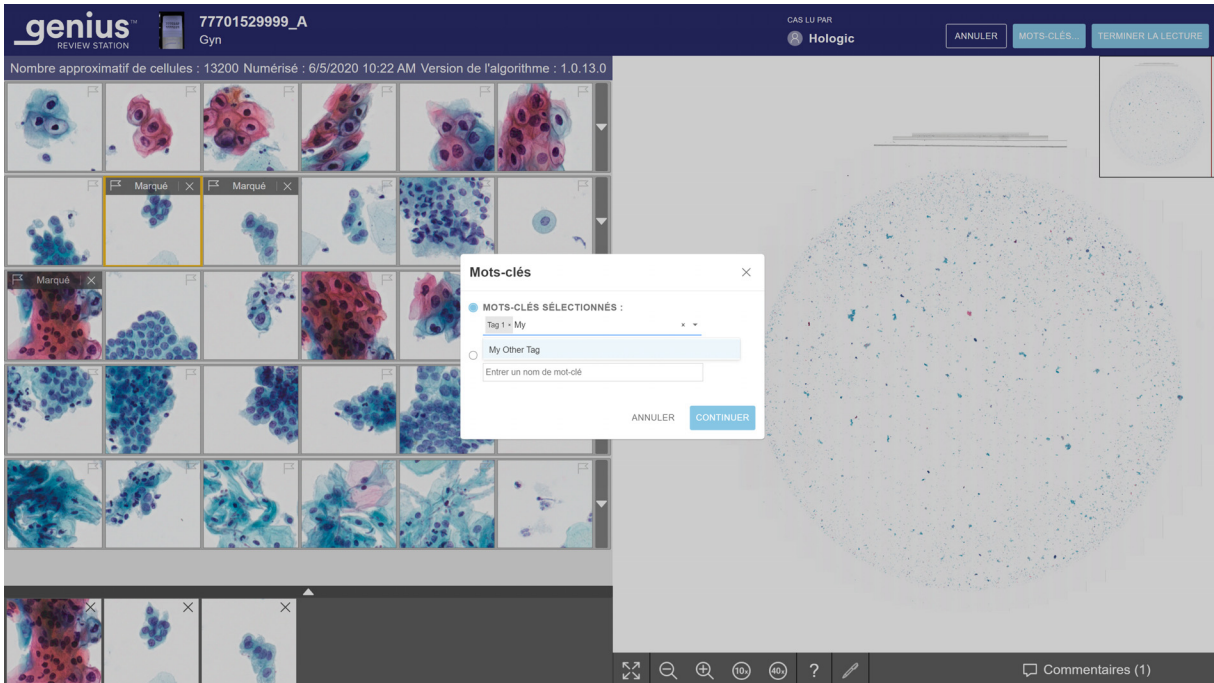 genius™
REVIEW STATION
77701529999_A
Gyn
CAS LU PAR
Hologic
ANNULER
MOTS-CLÉS...
TERMINER LA LECTURE
Nombre approximatif de cellules : 13200 Numérisé : 6/5/2020 10:22 AM Version de l'algorithme : 1.0.13.0
Marqué
Marqué
Marqué
Mots-clés
MOTS-CLÉS SÉLECTIONNÉS :
Tag 1 × My
My Other Tag
Entrer un nom de mot-clé
ANNULER
CONTINUER
10x
40x
?
Commentaires (1)